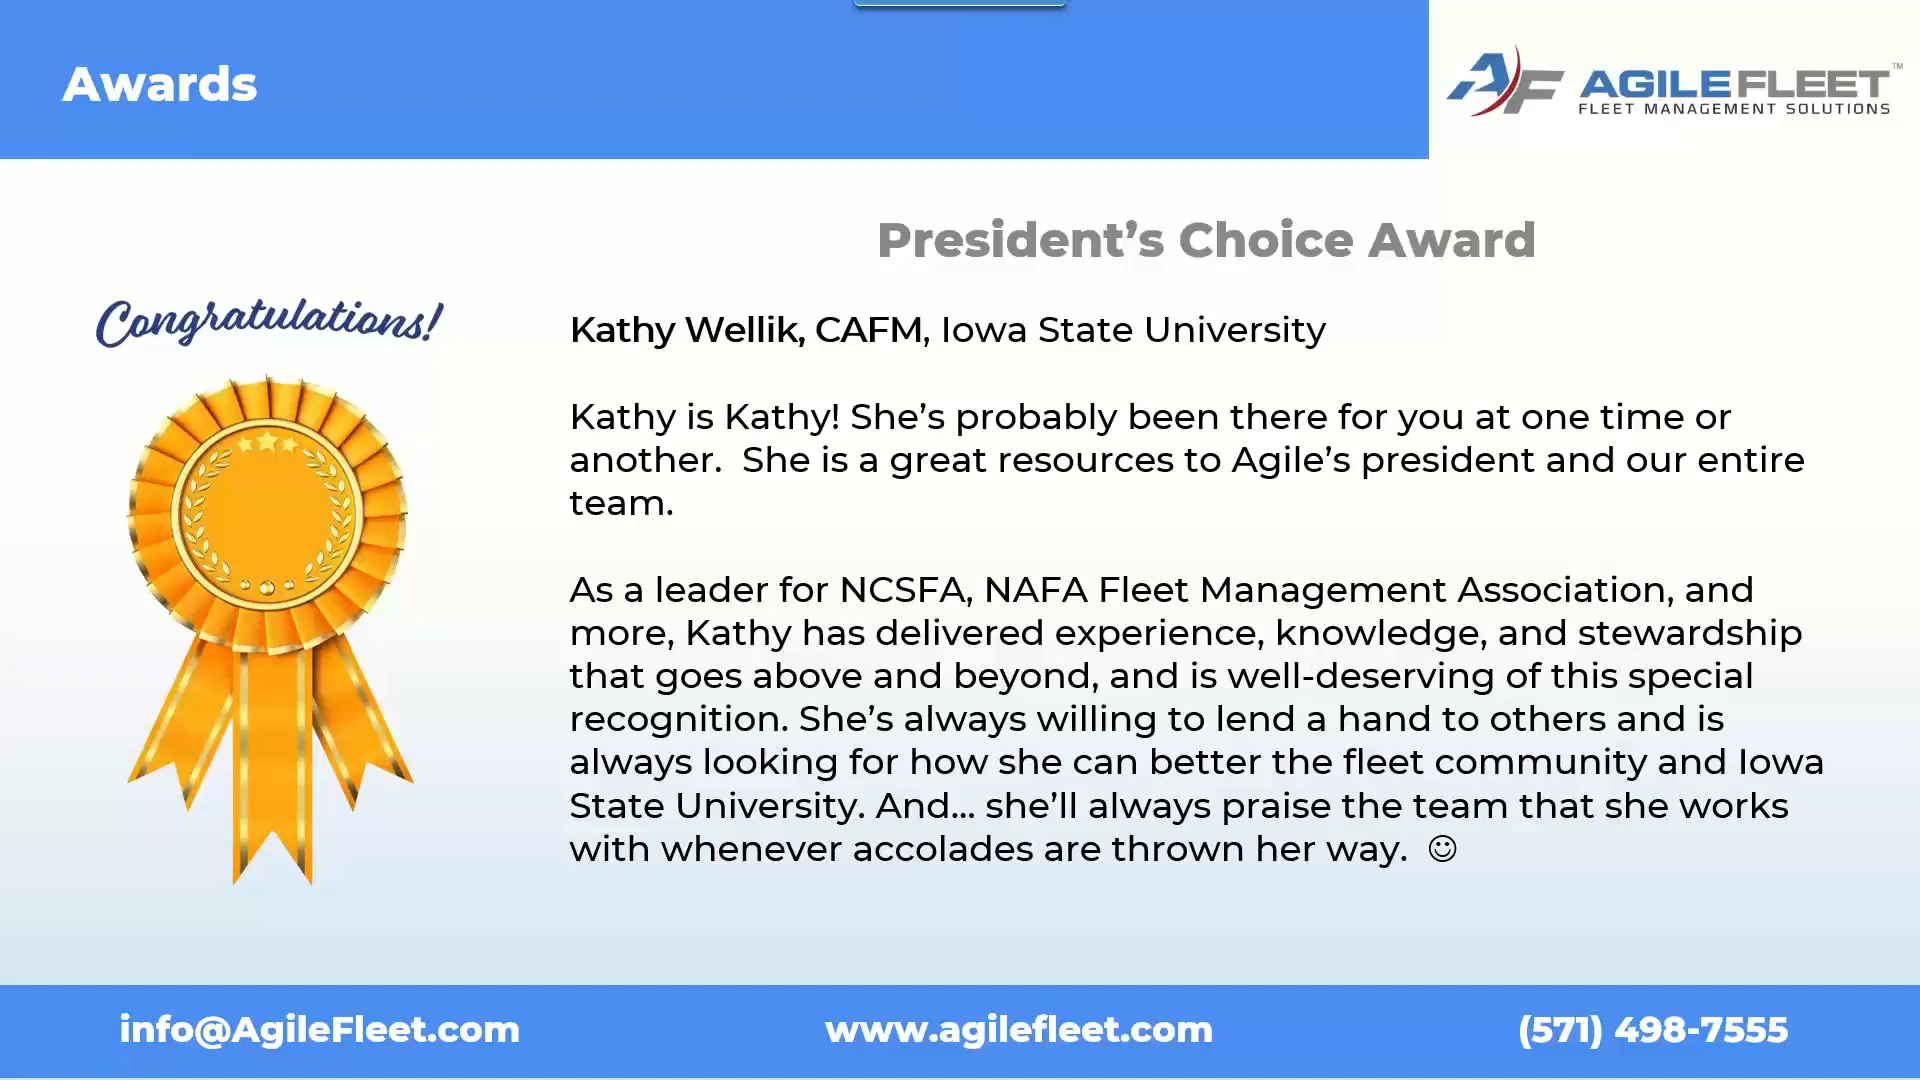 Awards
AGILEFLEET™
FLEET MANAGEMENT SOLUTIONS
President’s Choice Award
Congratulations!
Kathy Wellik, CAFM, Iowa State University
Kathy is Kathy! She’s probably been there for you at one time or
another.  She is a great resources to Agile’s president and our entire
team.
As a leader for NCSFA, NAFA Fleet Management Association, and
more, Kathy has delivered experience, knowledge, and stewardship
that goes above and beyond, and is well-deserving of this special
recognition. She’s always willing to lend a hand to others and is
always looking for how she can better the fleet community and Iowa
State University. And... she’ll always praise the team that she works
with whenever accolades are thrown her way.  ☺
info@AgileFleet.com
www.agilefleet.com
(571) 498-7555